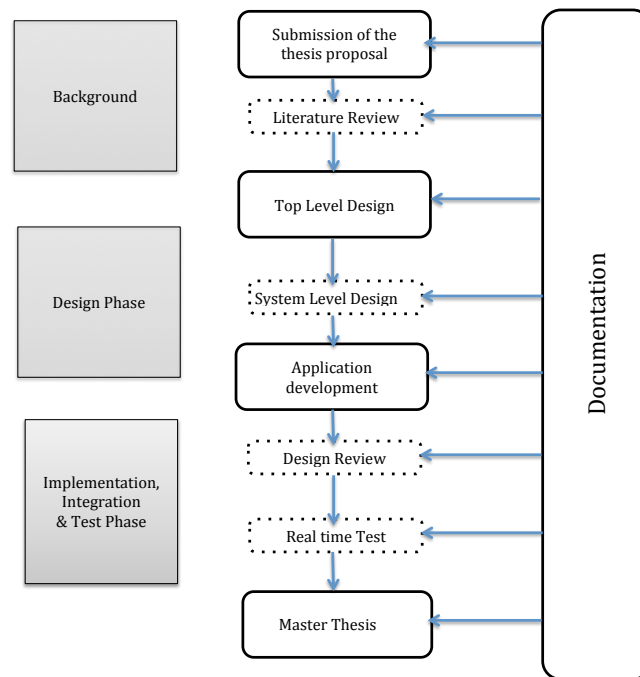 Background
Design Phase
Implementation,
Integration
& Test Phase
Submission of the
thesis proposal
Literature Review
Top Level Design
System Level Design
Application
development
Design Review
Real time Test
Master Thesis
Documentation